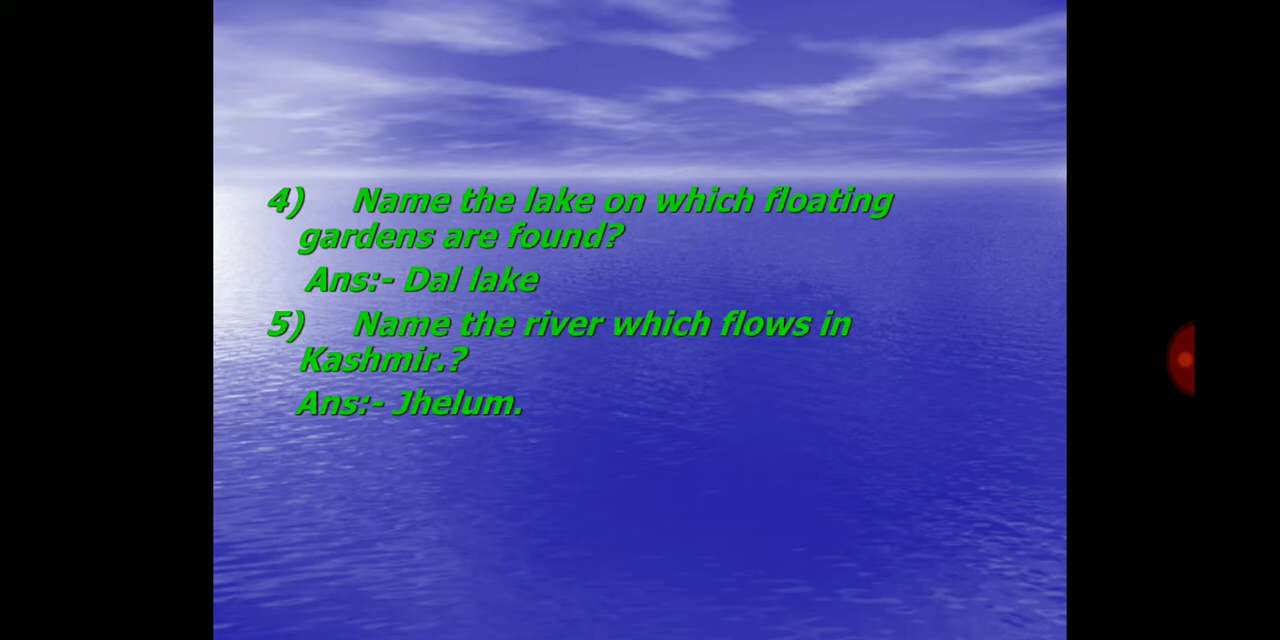 4) Name the lake on which floating
gardens are found?
Ans:- Dal lake
5) Name the river which flows in
Kashmir.?
Ans:- Jhelum.